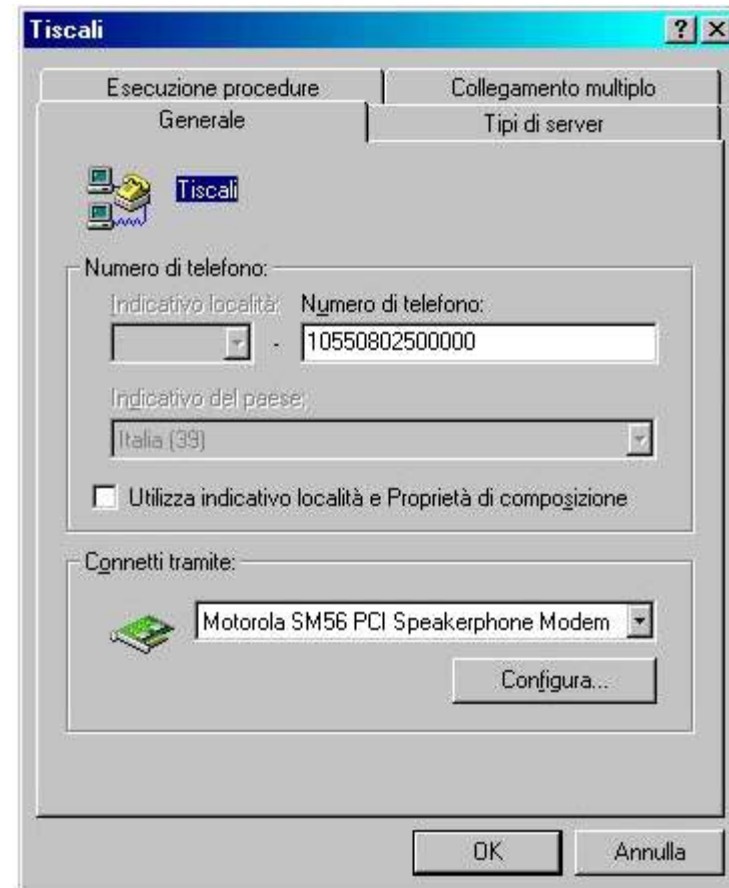 Tiscali
Esecuzione procedure Collegamento multiplo
Generale Tipi di server
Tiscali
Numero di telefono:
Indicativo località: Numero di telefono:
- 10550802500000
Indicativo del paese:
Italia (39)
Utilizza indicativo località e Proprietà di composizione
Connetti tramite:
Motorola SM56 PCI Speakerphone Modem
Configura...
OK Annulla